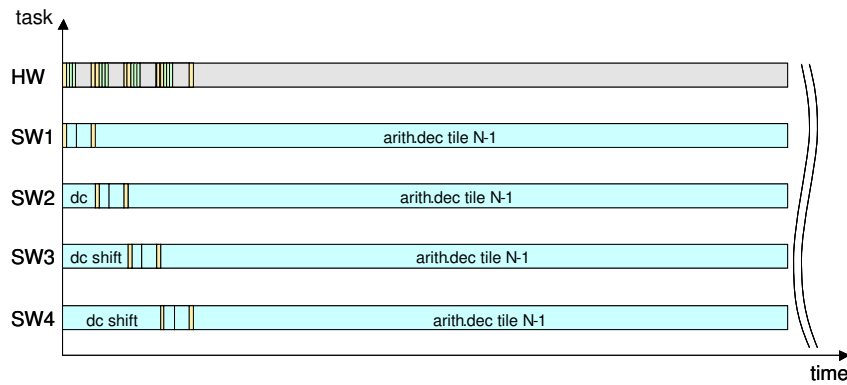 task
HW
SW1 arith.dec tile N-1
SW2 dc arith.dec tile N-1
SW3 dc shift arith.dec tile N-1
SW4 dc shift arith.dec tile N-1
time